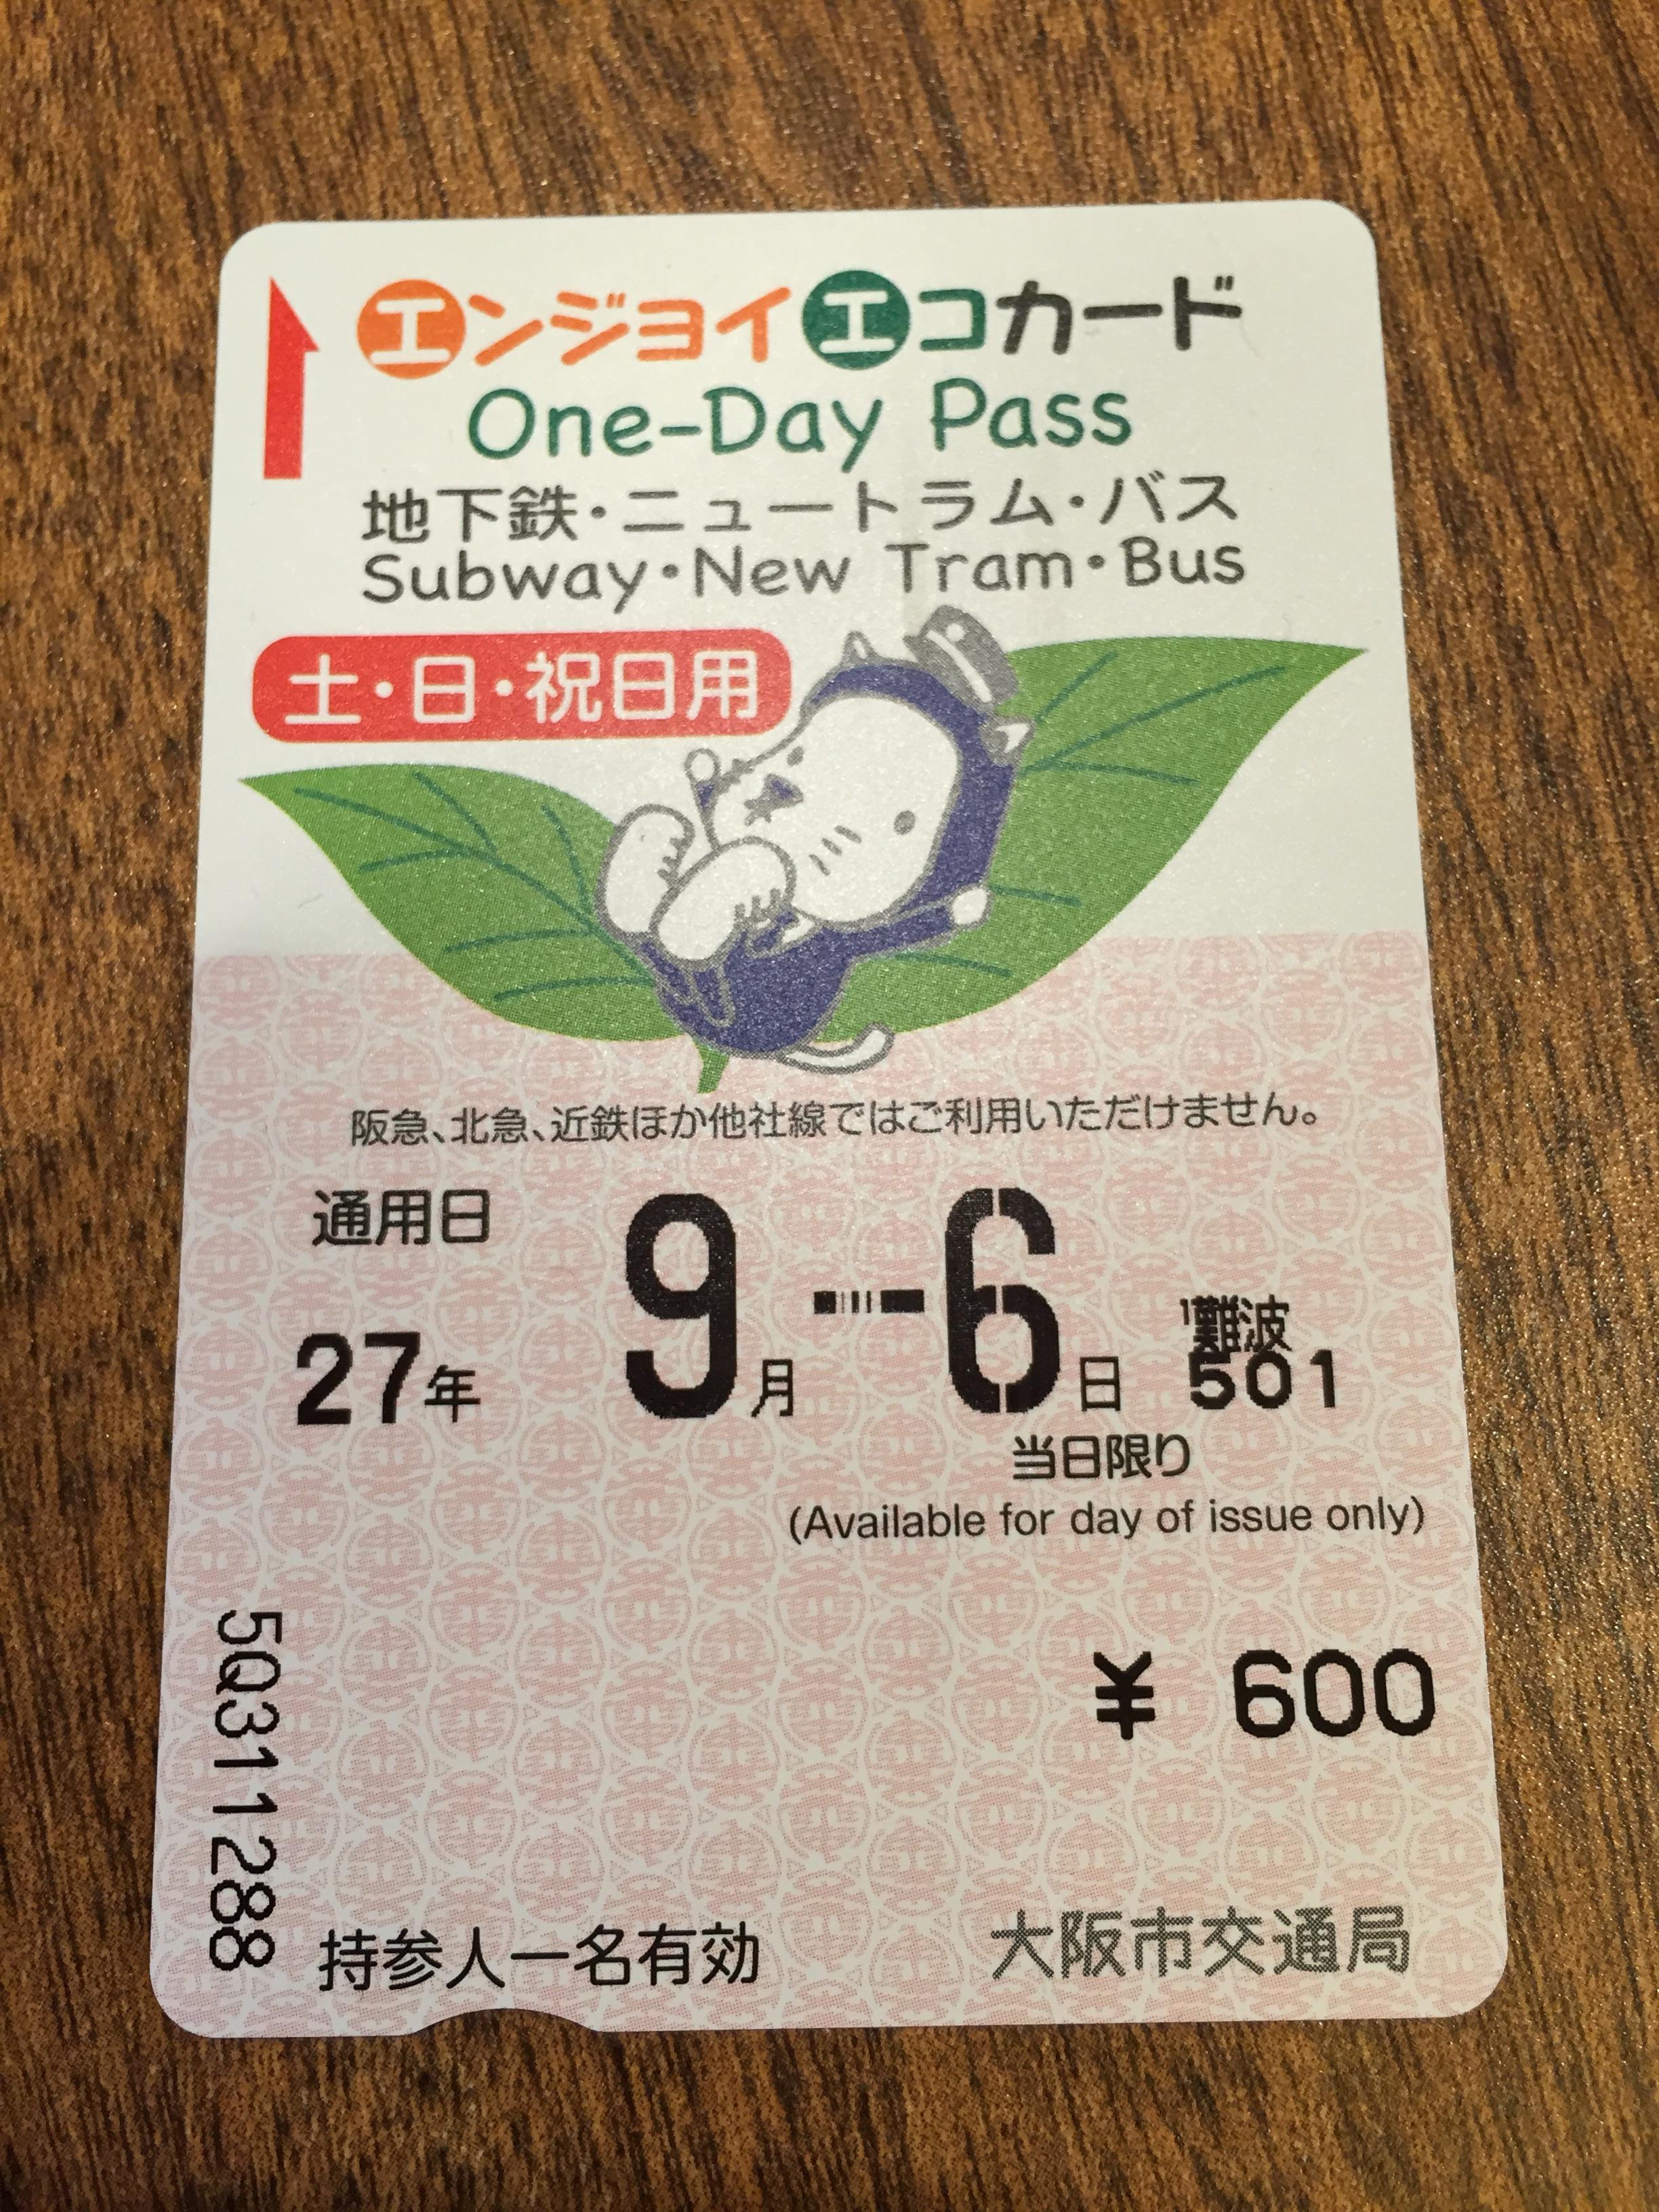 エンジョイエコカード
One-Day Pass
地下鉄・ニュートラム・バス
Subway・New Tram・Bus
土・日・祝日用
阪急、北急、近鉄ほか他社線ではご利用いただけません。
通用日
27年 9月-6日 難波
501
当日限り
(Available for day of issue only)
¥ 600
5Q311288
持参人一名有効
大阪市交通局